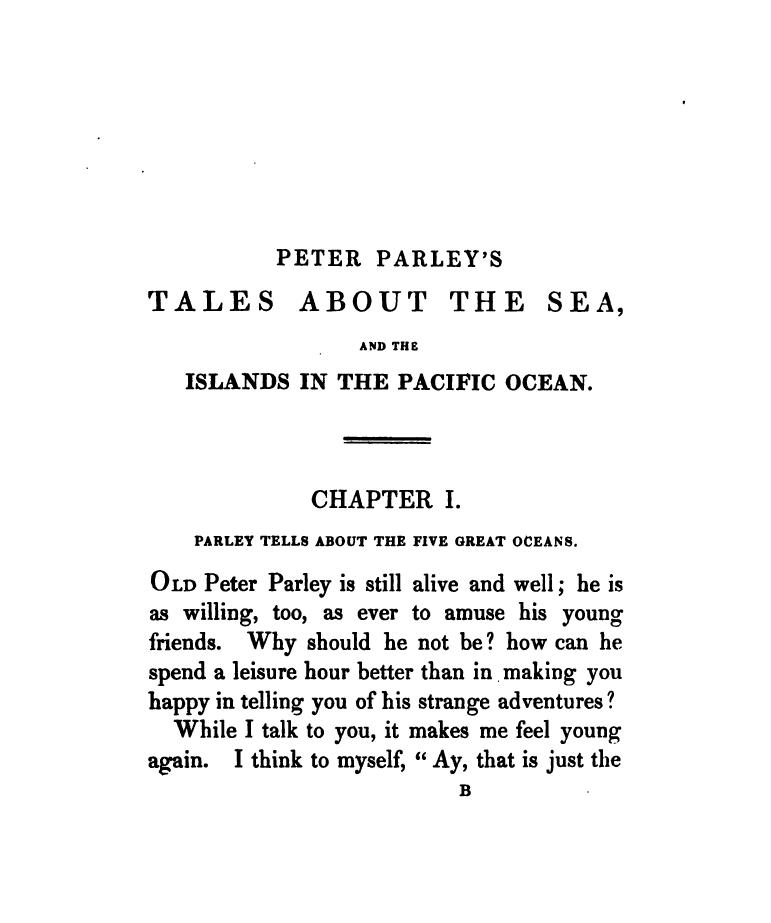 PETER PARLEY'S
TALES ABOUT THE SEA,
AND THE
ISLANDS IN THE PACIFIC OCEAN.
CHAPTER I.
PARLEY TELLS ABOUT THE FIVE GREAT OCEANS.
OLD Peter Parley is still alive and well; he is
as willing, too, as ever to amuse his young
friends. Why should he not be? how can he
spend a leisure hour better than in making you
happy in telling you of his strange adventures?
While I talk to you, it makes me feel young
again. I think to myself, “ Ay, that is just the
B